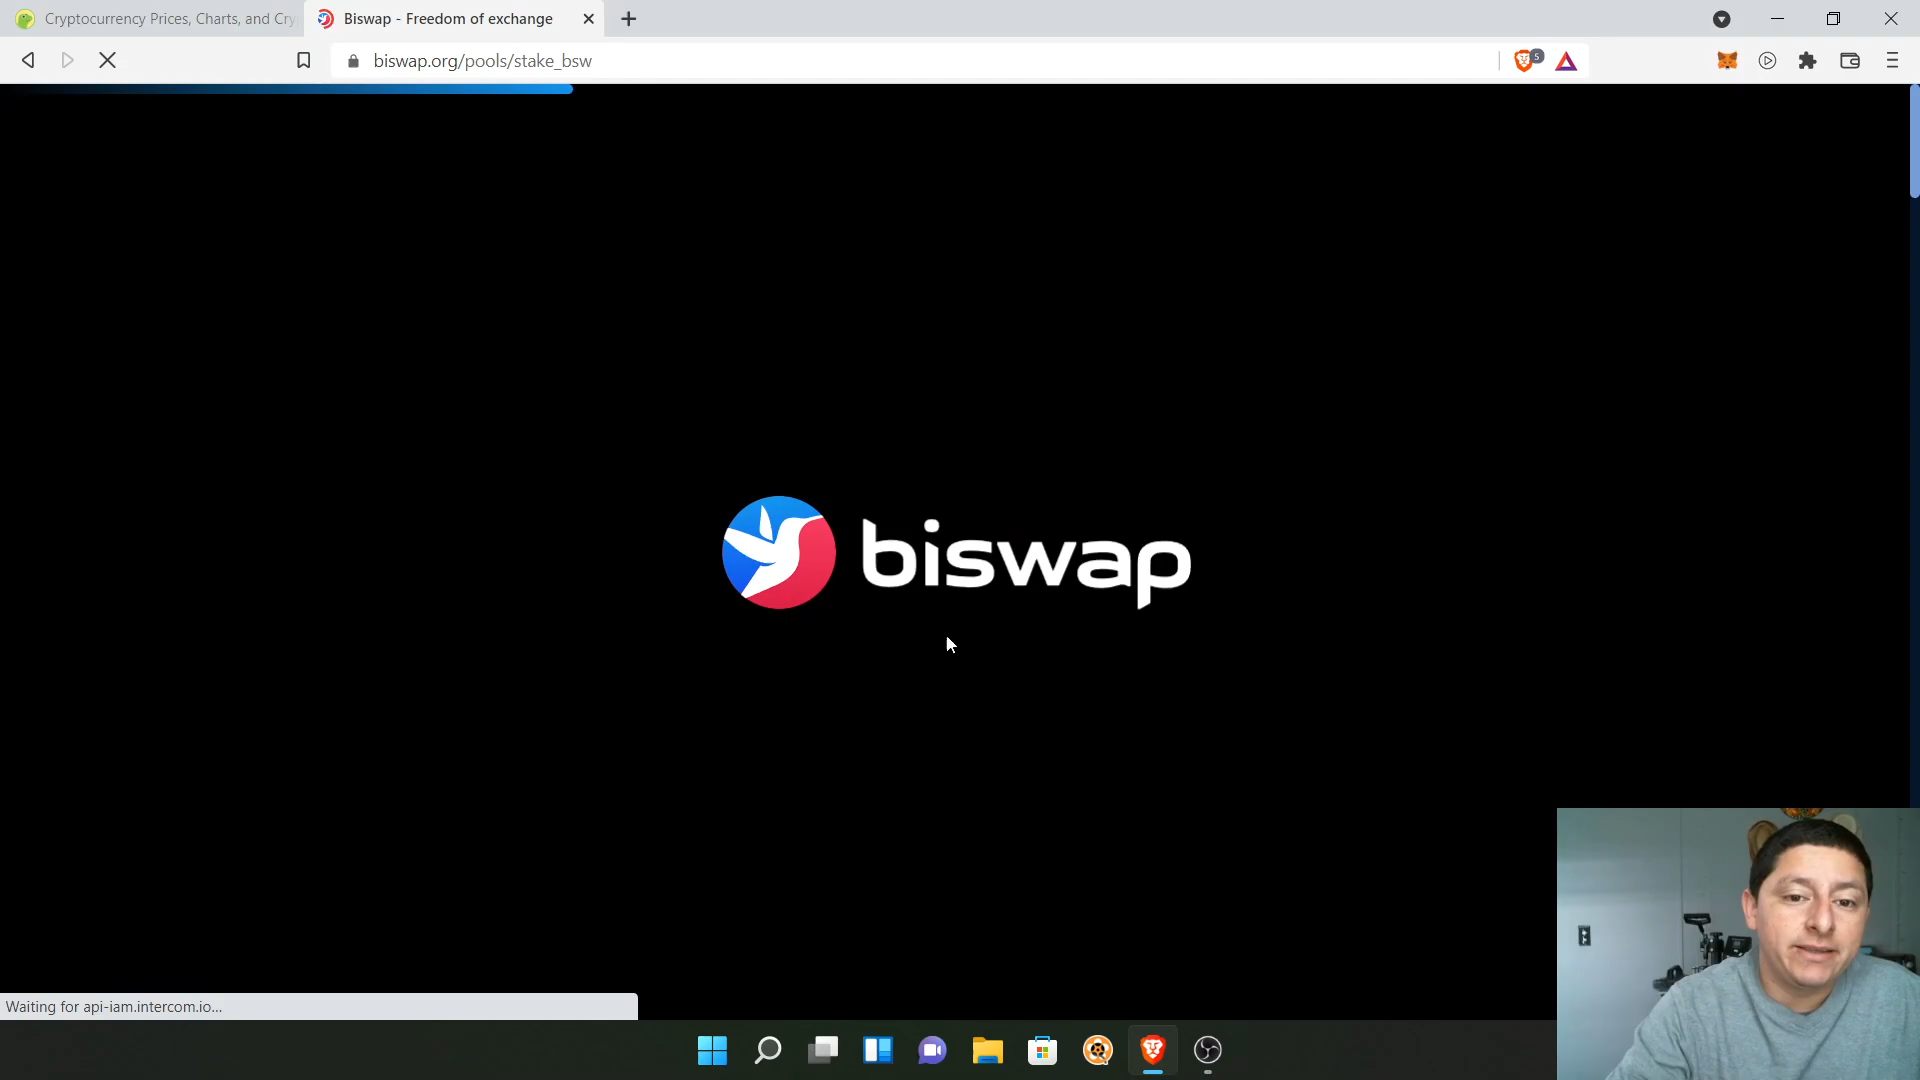 Cryptocurrency Prices, Charts, and Cry
Biswap - Freedom of exchange
biswap.org/pools/stake_bsw
5
biswap
Waiting for api-iam.intercom.io...